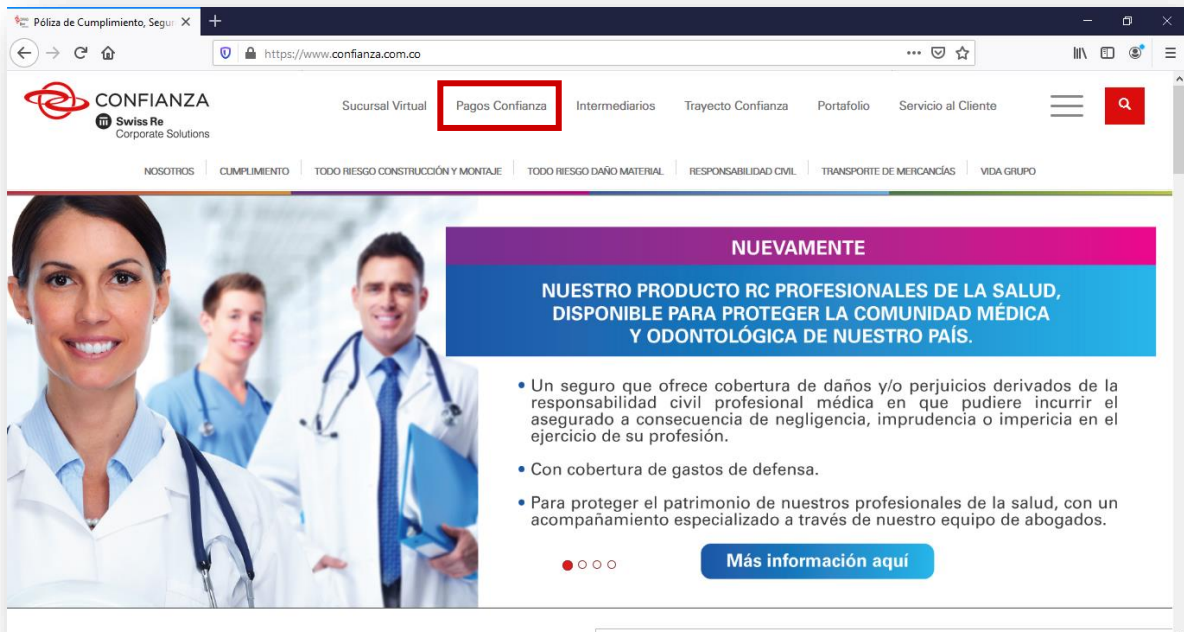 Póliza de Cumplimiento, Segur
https://www.confianza.com.co
CONFIANZA
Swiss Re
Corporate Solutions
Sucursal Virtual
Pagos Confianza
Intermediarios
Trayecto Confianza
Portafolio
Servicio al Cliente
NOSOTROS
CUMPLIMIENTO
TODO RIESGO CONSTRUCCIÓN Y MONTAJE
TODO RIESGO DAÑO MATERIAL
RESPONSABILIDAD CIVIL
TRANSPORTE DE MERCANCÍAS
VIDA GRUPO
NUEVAMENTE
NUESTRO PRODUCTO RC PROFESIONALES DE LA SALUD,
DISPONIBLE PARA PROTEGER LA COMUNIDAD MÉDICA
Y ODONTOLÓGICA DE NUESTRO PAÍS.
• Un seguro que ofrece cobertura de daños y/o perjuicios derivados de la
responsabilidad civil profesional médica en que pudiere incurrir el
asegurado a consecuencia de negligencia, imprudencia o impericia en el
ejercicio de su profesión.
• Con cobertura de gastos de defensa.
• Para proteger el patrimonio de nuestros profesionales de la salud, con un
acompañamiento especializado a través de nuestro equipo de abogados.
Más información aquí